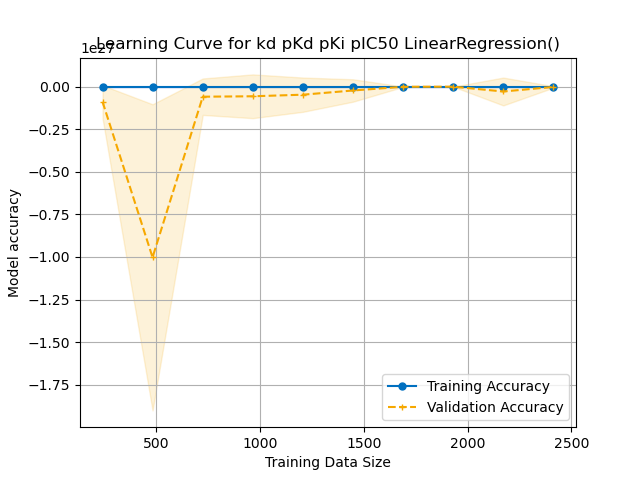 Learning Curve for kd pKd pKi pIC50 LinearRegression()
1e27
0.00
−0.25
−0.50
−0.75
−1.00
−1.25
−1.50
−1.75
Model accuracy
500
1000
1500
2000
2500
Training Data Size
Training Accuracy
Validation Accuracy